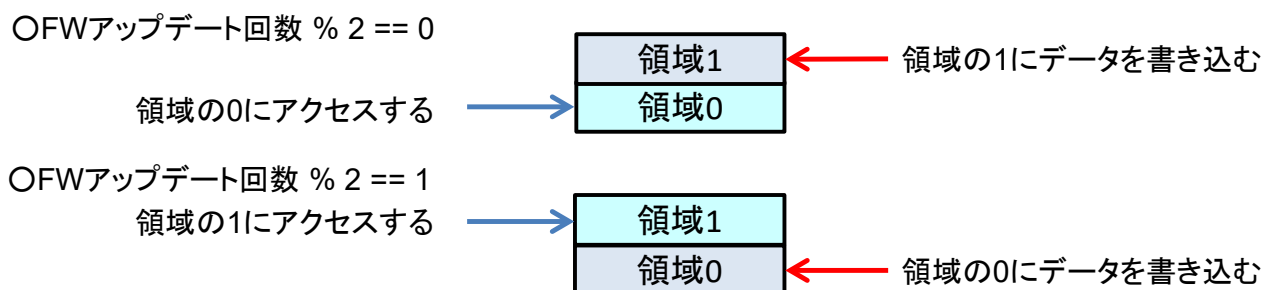 〇FWアップデート回数 % 2 == 0
領域1
領域の1にデータを書き込む
領域の0にアクセスする
領域0
〇FWアップデート回数 % 2 == 1
領域の1にアクセスする
領域1
領域0
領域の0にデータを書き込む